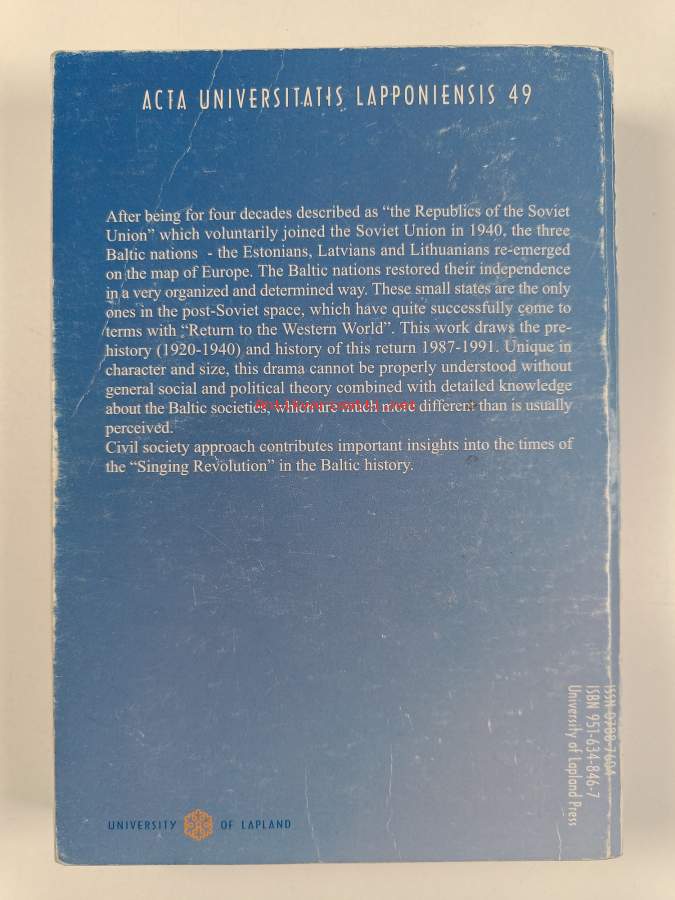 ACTA UNIVERSITATIS LAPPONIENSIS 49
After being for four decades described as “the Republics of the Soviet
Union” which voluntarily joined the Soviet Union in 1940, the three
Baltic nations - the Estonians, Latvians and Lithuanians re-emerged
on the map of Europe. The Baltic nations restored their independence
in a very organized and determined way. These small states are the only
ones in the post-Soviet space, which have quite successfully come to
terms with “Return to the Western World”. This work draws the pre-
history (1920-1940) and history of this return 1987-1991. Unique in
character and size, this drama cannot be properly understood without
general social and political theory combined with detailed knowledge
about the Baltic societies, which are much more different than is usually
perceived.
Civil society approach contributes important insights into the times of
the “Singing Revolution” in the Baltic history.
ISSN 0788-7604
ISBN 951-634-846-7
University of Lapland Press
UNIVERSITY OF LAPLAND